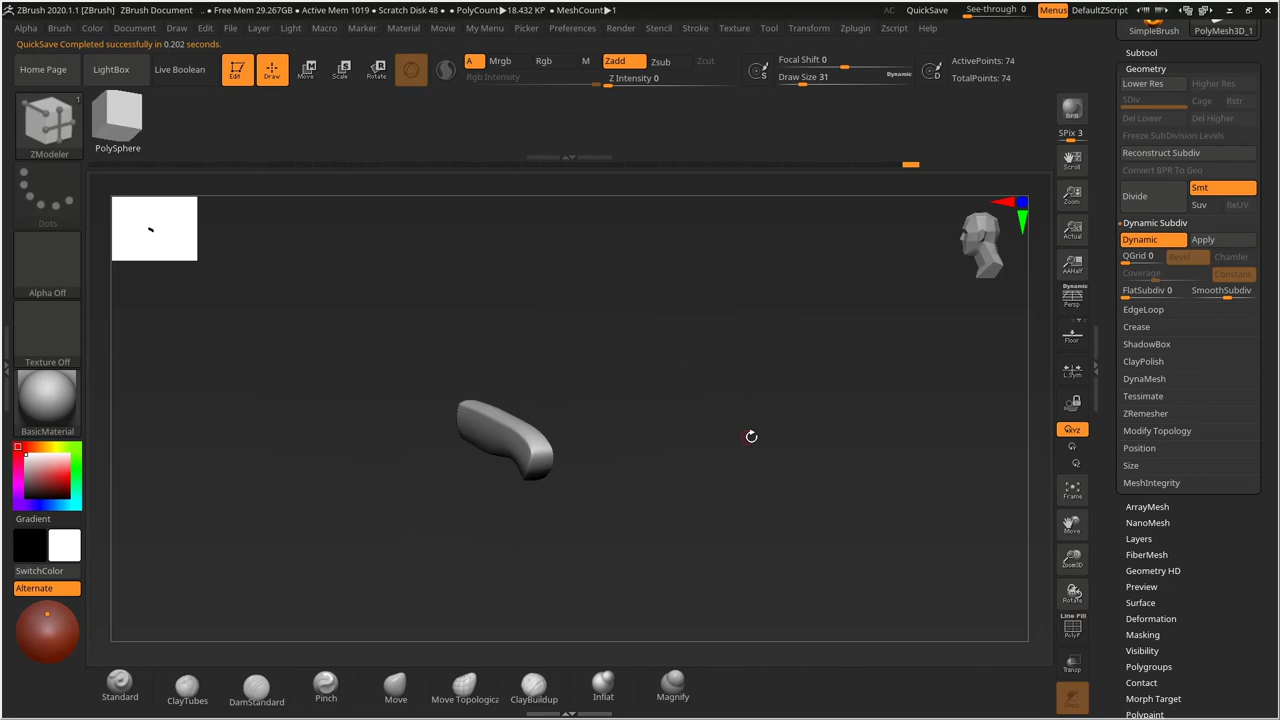 ZBrush 2020.1.1 [ZBrush] ZBrush Document .. • Free Mem 29.267GB • Active Mem 1019 • Scratch Disk 48 • PolyCount▶18.432 KP • MeshCount▶1 AC QuickSave See-through 0 Menus DefaultZScript
Alpha Brush Color Document Draw Edit File Layer Light Macro Marker Material Movie My Menu Picker Preferences Render Stencil Stroke Texture Tool Transform Zplugin Zscript Help
QuickSave Completed successfully in 0.202 seconds.
Home Page LightBox Live Boolean Edit Draw Move Scale Rotate
A Mrgb Rgb M Zadd Zsub Zcut
Rgb Intensity Z Intensity 0
Focal Shift 0
Draw Size 31 Dynamic
ActivePoints: 74
TotalPoints: 74
1
ZModeler
PolySphere
Dots
Alpha Off
Texture Off
BasicMaterial
Gradient
SwitchColor
Alternate
BPR
SPix 3
Scroll
Zoom
Actual
AAHalf
Dynamic
Persp
Floor
L.Sym
XYZ
Y
Z
Frame
Move
Zoom3D
Rotate
Line Fill
PolyF
Transp
Ghost
SimpleBrush PolyMesh3D_1
Subtool
Geometry
Lower Res Higher Res
SDiv Cage Rstr
Del Lower Del Higher
Freeze SubDivision Levels
Reconstruct Subdiv
Convert BPR To Geo
Divide Smt
Suv ReUV
Dynamic Subdiv
Dynamic Apply
QGrid 0 Bevel Chamfer
Coverage Constant
FlatSubdiv 0 SmoothSubdiv
EdgeLoop
Crease
ShadowBox
ClayPolish
DynaMesh
Tessimate
ZRemesher
Modify Topology
Position
Size
MeshIntegrity
ArrayMesh
NanoMesh
Layers
FiberMesh
Geometry HD
Preview
Surface
Deformation
Masking
Visibility
Polygroups
Contact
Morph Target
Polypaint
Standard ClayTubes DamStandard Pinch Move Move Topologica ClayBuildup Inflat Magnify